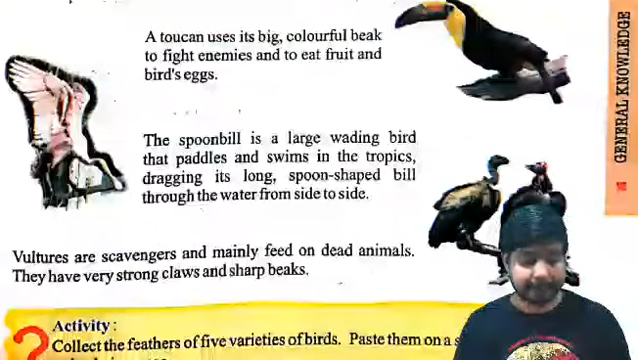 A toucan uses its big, colourful beak
to fight enemies and to eat fruit and
bird's eggs.
The spoonbill is a large wading bird
that paddles and swims in the tropics,
dragging its long, spoon-shaped bill
through the water from side to side.
Vultures are scavengers and mainly feed on dead animals.
They have very strong claws and sharp beaks.
Activity :
Collect the feathers of five varieties of birds. Paste them on a
GENERAL KNOWLEDGE